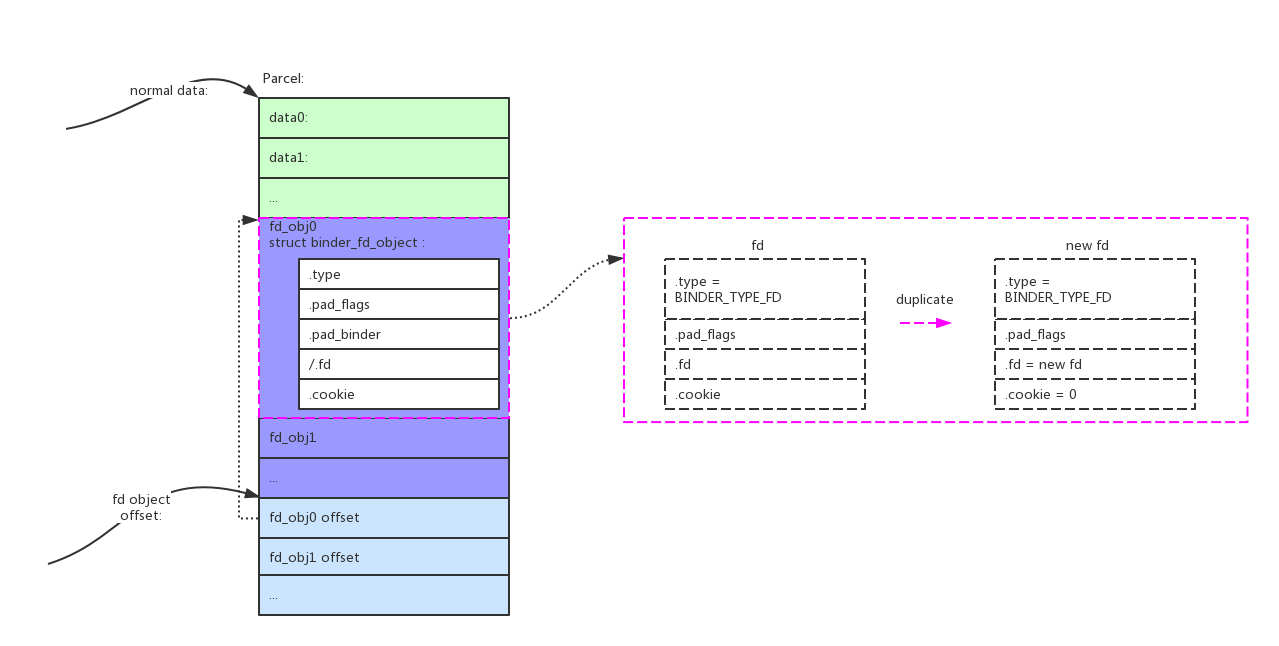 Parcel:
normal data:
data0:
data1:
...
fd_obj0
struct binder_fd_object :
.type
.pad_flags
.pad_binder
/.fd
.cookie
fd_obj1
...
fd object
offset:
fd_obj0 offset
fd_obj1 offset
...
fd
.type =
BINDER_TYPE_FD
.pad_flags
.fd
.cookie
duplicate
new fd
.type =
BINDER_TYPE_FD
.pad_flags
.fd = new fd
.cookie = 0